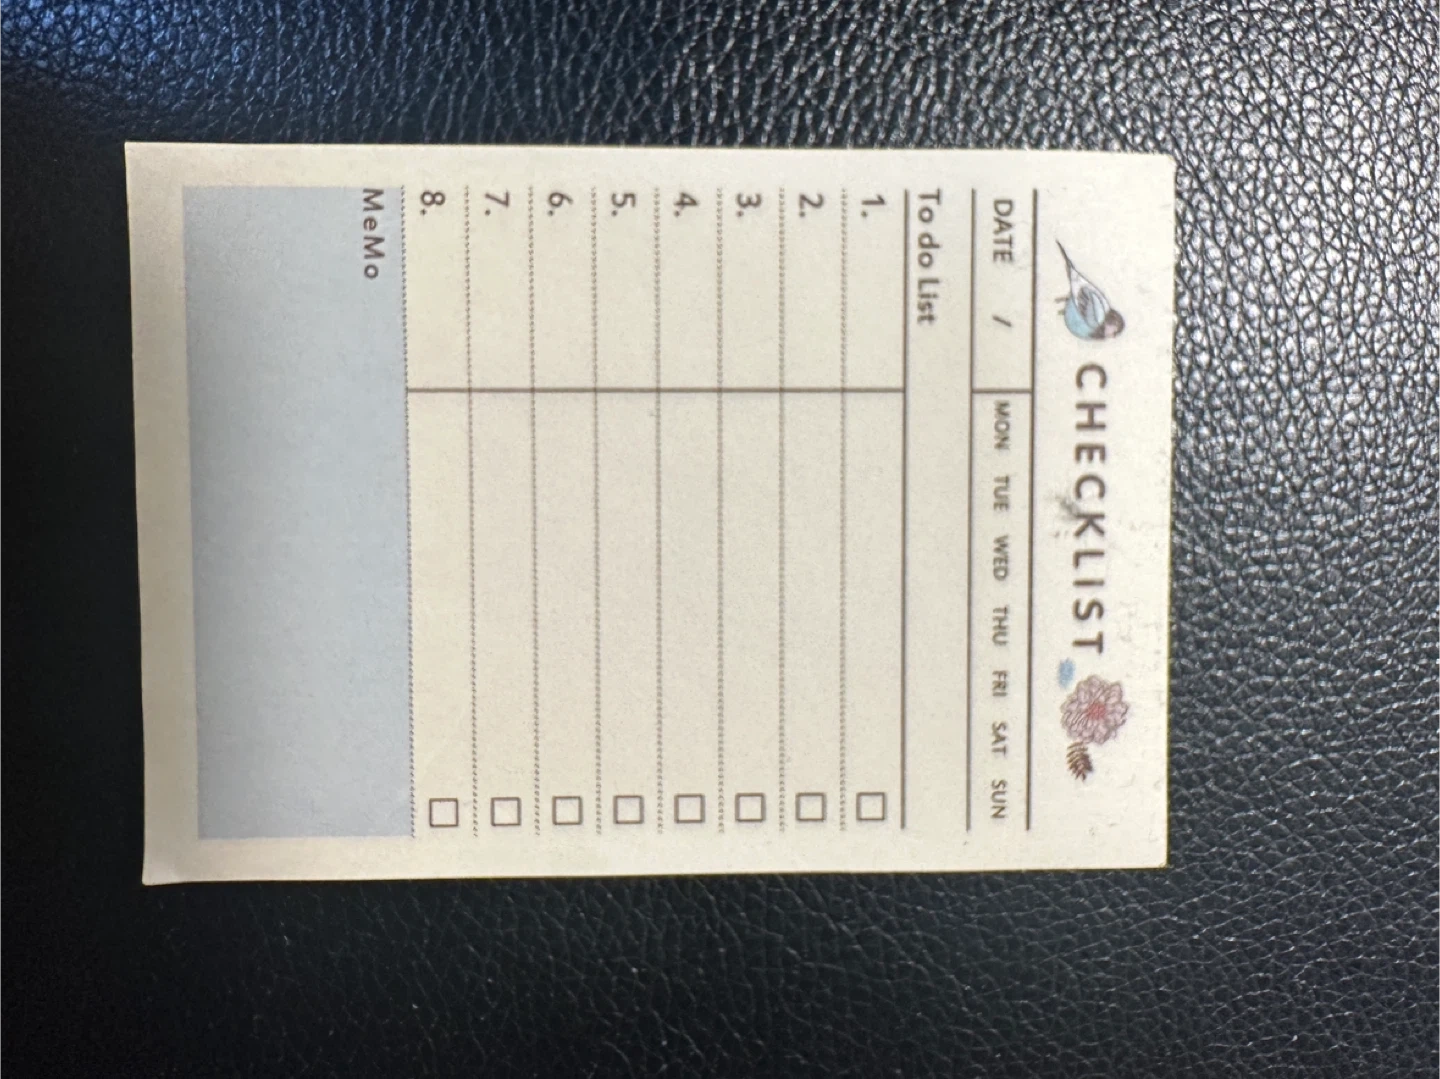 CHECKLIST
DATE / MON TUE WED THU FRI SAT SUN
To do List
1.
2.
3.
4.
5.
6.
7.
8.
MeMo